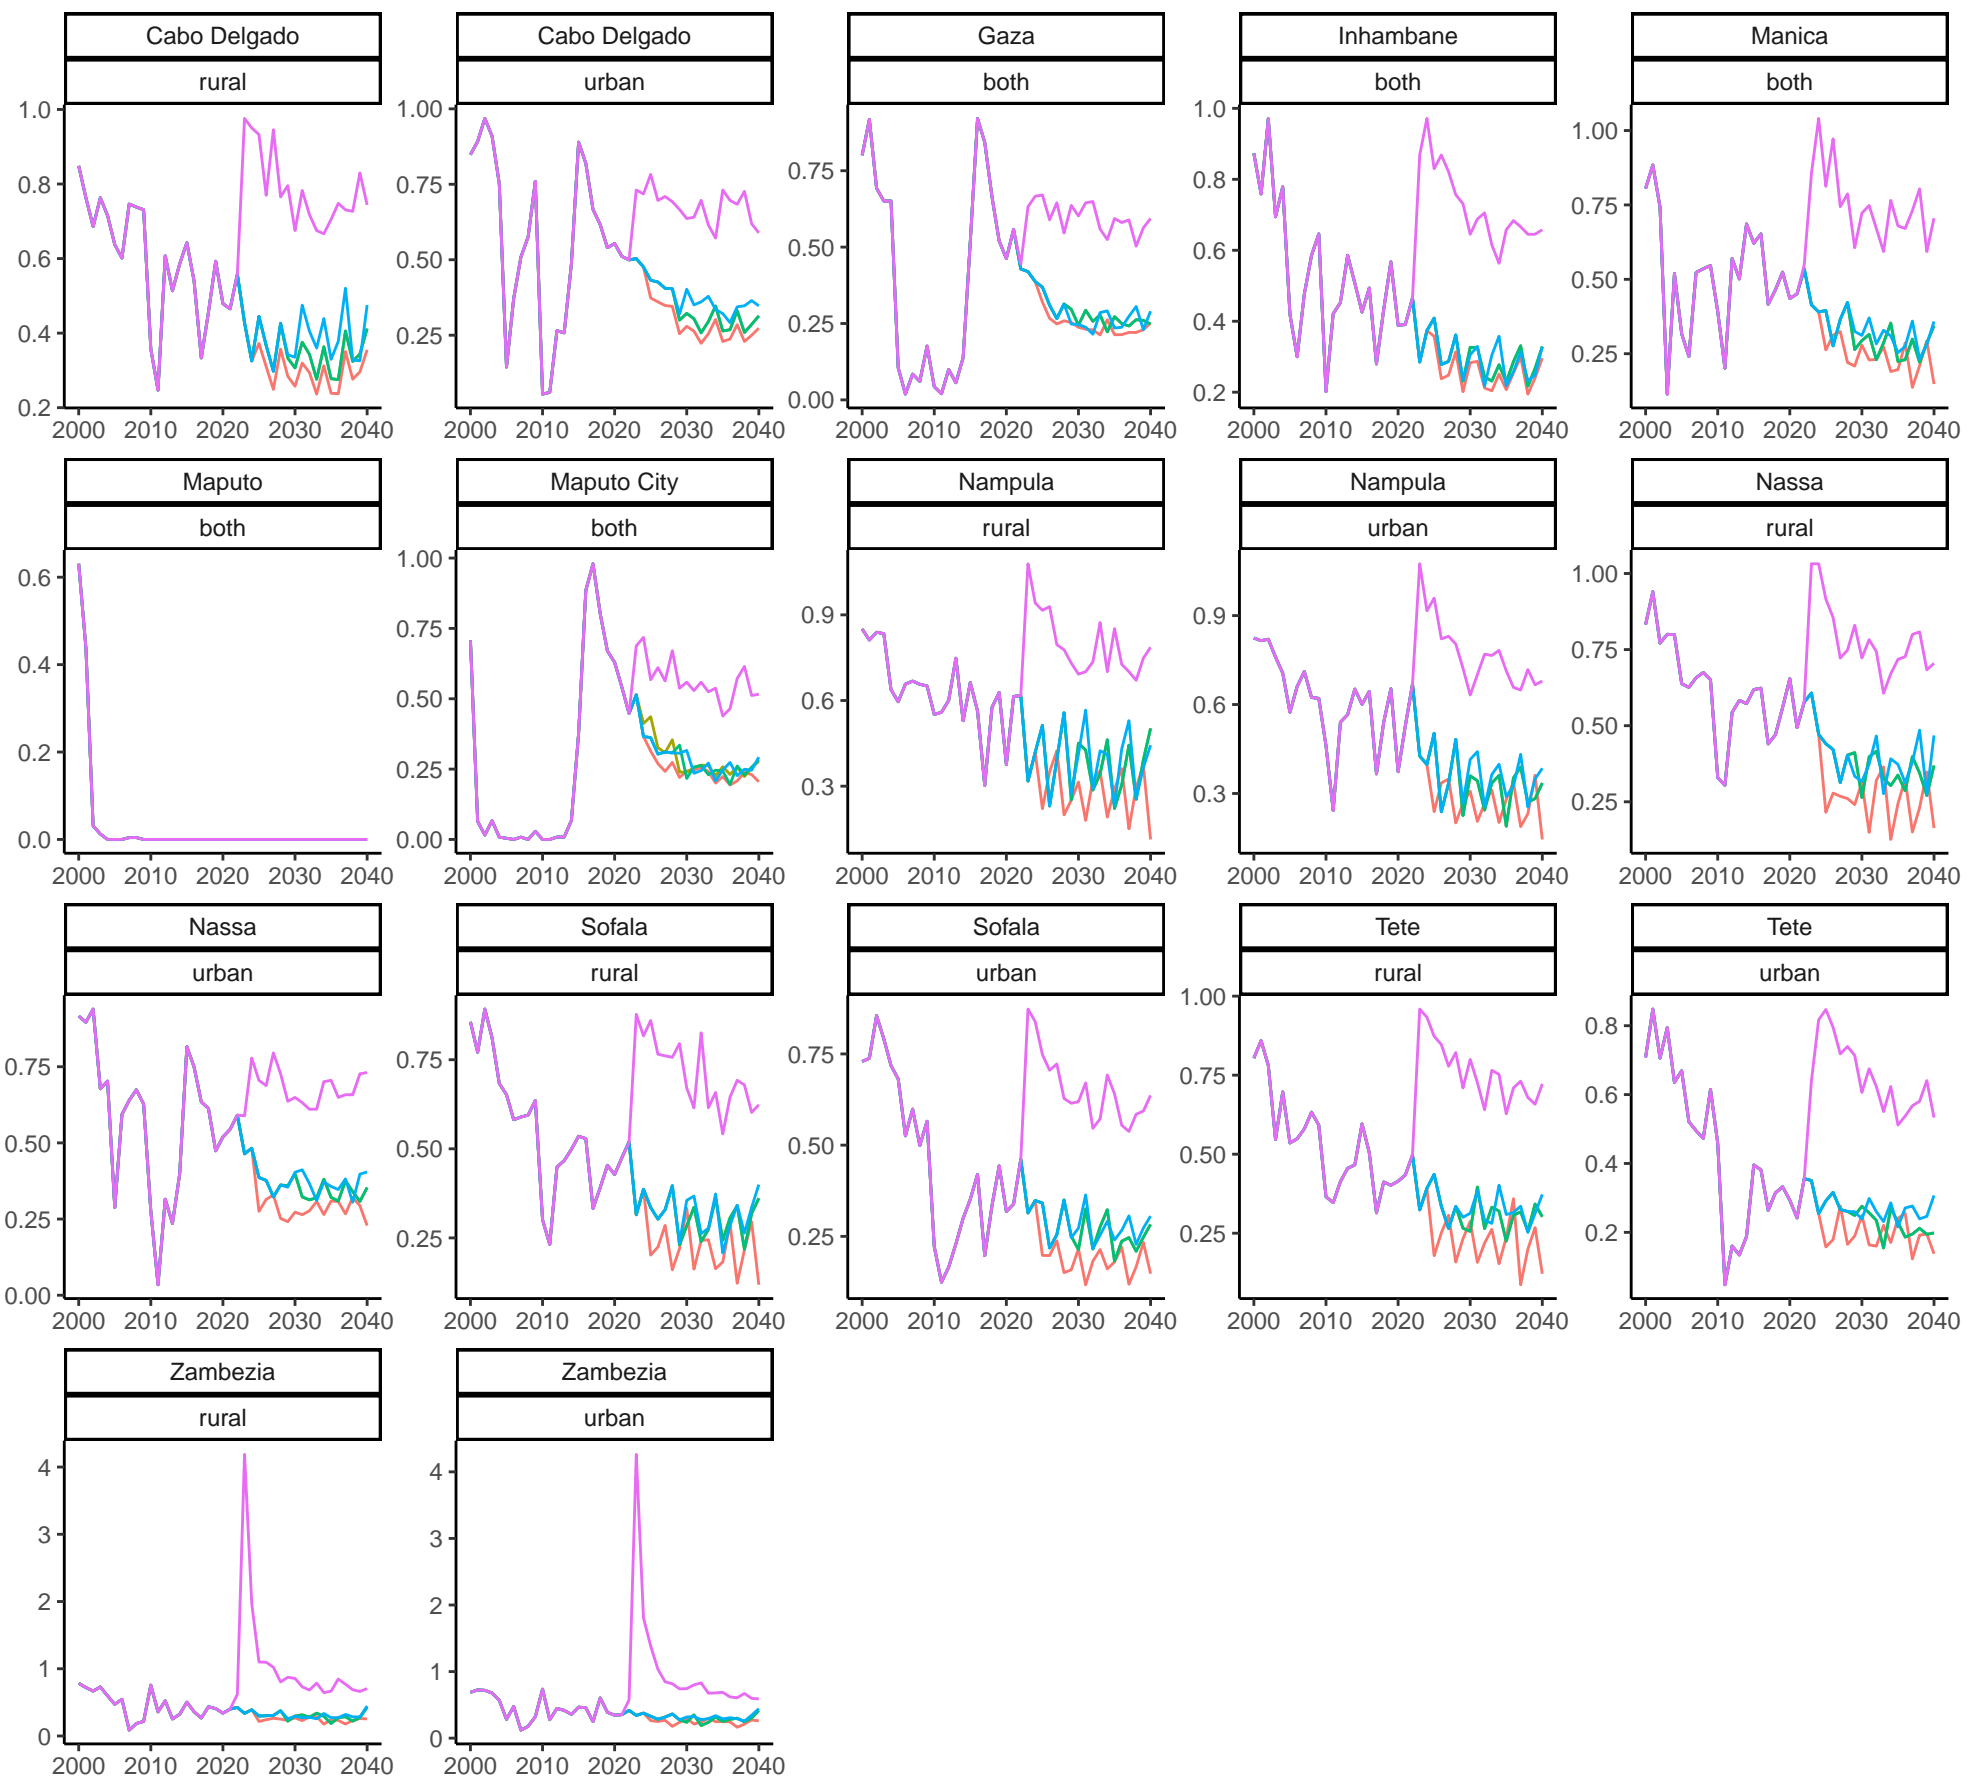 Cabo Delgado Cabo Delgado Gaza Inhambane Manica
rural urban both both both
1.0 1.00 0.75 1.0 1.00
0.8 0.75 0.50 0.8 0.75
0.6 0.50 0.25 0.6 0.50
0.4 0.25 0.00 0.4 0.25
0.2 0.2
2000 2010 2020 2030 2040 2000 2010 2020 2030 2040 2000 2010 2020 2030 2040 2000 2010 2020 2030 2040 2000 2010 2020 2030 2040
Maputo Maputo City Nampula Nampula Nassa
both both rural urban rural
0.6 1.00 0.9 0.9 1.00
0.4 0.75 0.6 0.6 0.75
0.2 0.50 0.3 0.3 0.50
0.0 0.25 0.25
0.00
2000 2010 2020 2030 2040 2000 2010 2020 2030 2040 2000 2010 2020 2030 2040 2000 2010 2020 2030 2040 2000 2010 2020 2030 2040
Nassa Sofala Sofala Tete Tete
urban rural urban rural urban
0.75 0.75 0.75 1.00 0.8
0.50 0.50 0.50 0.75 0.6
0.25 0.25 0.25 0.50 0.4
0.00 0.25 0.2
2000 2010 2020 2030 2040 2000 2010 2020 2030 2040 2000 2010 2020 2030 2040 2000 2010 2020 2030 2040 2000 2010 2020 2030 2040
Zambezia Zambezia
rural urban
4 4
3 3
2 2
1 1
0 0
2000 2010 2020 2030 2040 2000 2010 2020 2030 2040